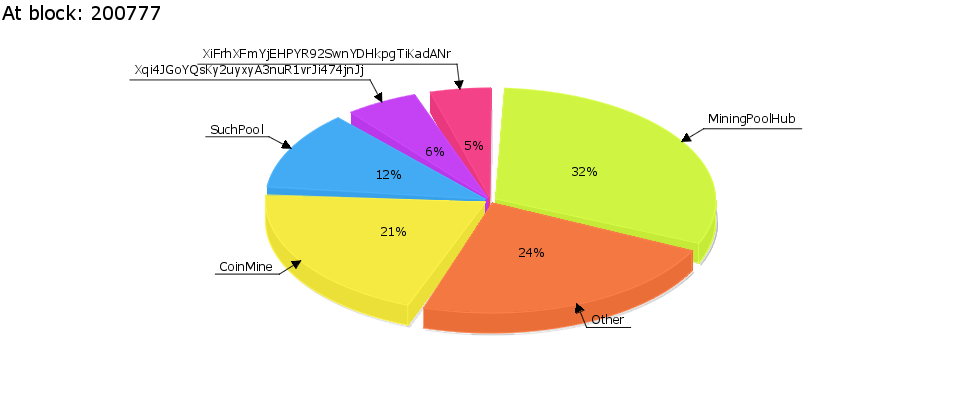 At block: 200777
XiFrhXFmYjEHPYR92SwnYDHkpgTiKadANr
Xqi4JGoYQsKy2uyxyA3nuR1vrJi474jnJj
MiningPoolHub
SuchPool
5%
6%
32%
12%
21%
24%
CoinMine
Other